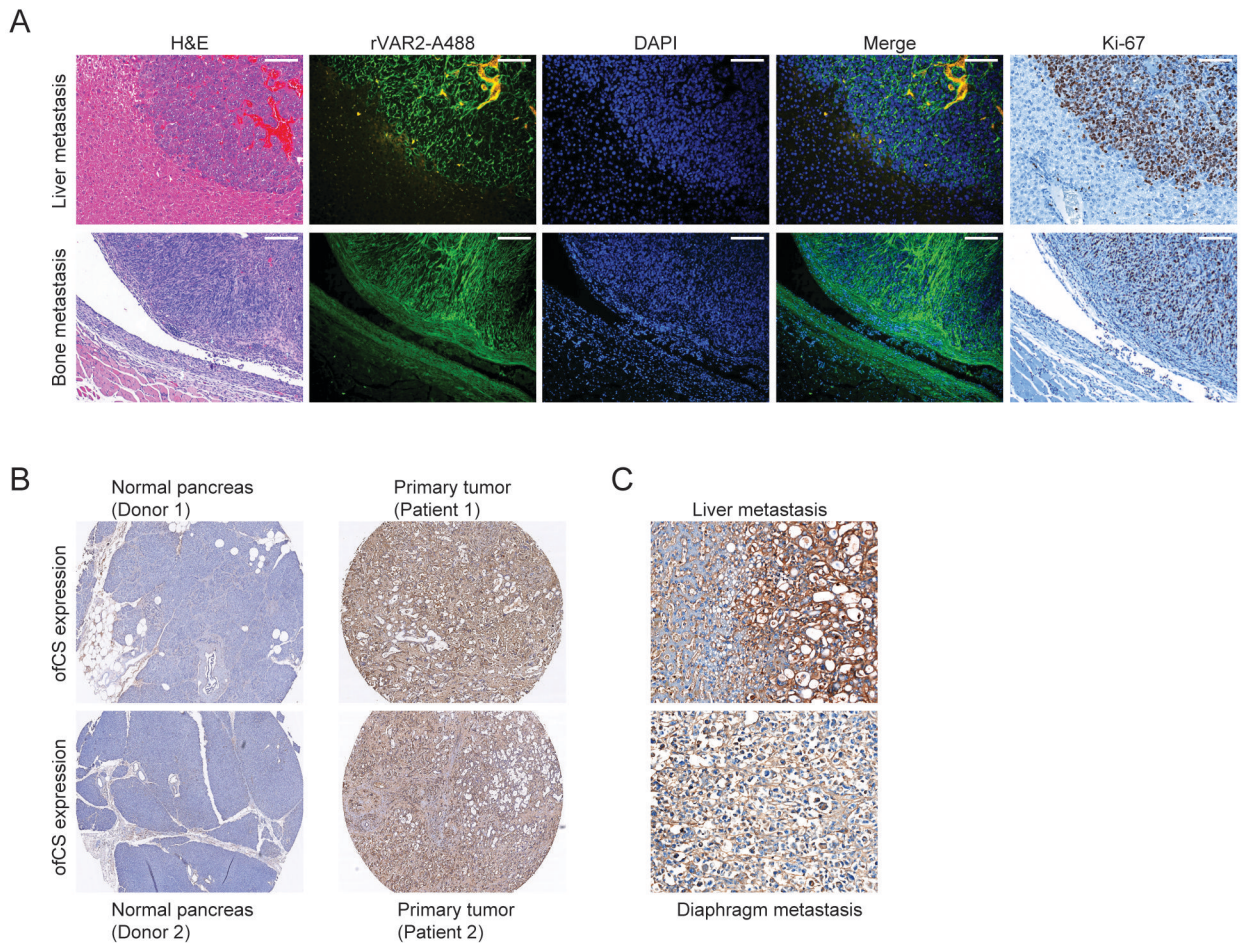 A
H&E
rVAR2-A488
DAPI
Merge
Ki-67
Liver metastasis
Bone metastasis
B
Normal pancreas
(Donor 1)
Primary tumor
(Patient 1)
ofCS expression
ofCS expression
Normal pancreas
(Donor 2)
Primary tumor
(Patient 2)
C
Liver metastasis
Diaphragm metastasis